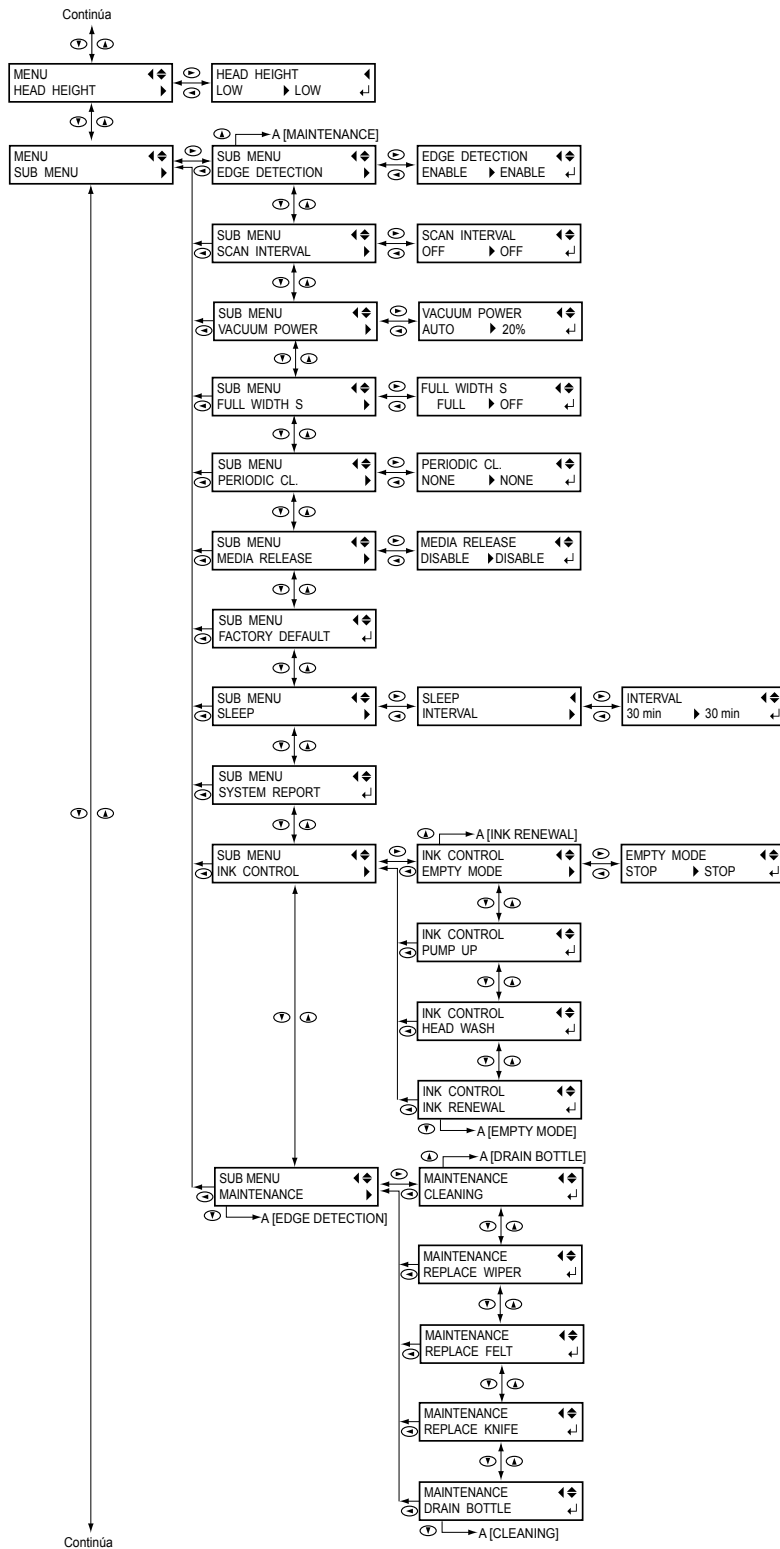 Continúa
MENU
HEAD HEIGHT
HEAD HEIGHT
LOW LOW
A [MAINTENANCE]
MENU
SUB MENU
SUB MENU
EDGE DETECTION
EDGE DETECTION
ENABLE ENABLE
SUB MENU
SCAN INTERVAL
SCAN INTERVAL
OFF OFF
SUB MENU
VACUUM POWER
VACUUM POWER
AUTO 20%
SUB MENU
FULL WIDTH S
FULL WIDTH S
FULL OFF
SUB MENU
PERIODIC CL.
PERIODIC CL.
NONE NONE
SUB MENU
MEDIA RELEASE
MEDIA RELEASE
DISABLE DISABLE
SUB MENU
FACTORY DEFAULT
SUB MENU
SLEEP
SLEEP
INTERVAL
INTERVAL
30 min 30 min
SUB MENU
SYSTEM REPORT
A [INK RENEWAL]
SUB MENU
INK CONTROL
INK CONTROL
EMPTY MODE
EMPTY MODE
STOP STOP
INK CONTROL
PUMP UP
INK CONTROL
HEAD WASH
INK CONTROL
INK RENEWAL
A [EMPTY MODE]
A [DRAIN BOTTLE]
SUB MENU
MAINTENANCE
A [EDGE DETECTION]
MAINTENANCE
CLEANING
MAINTENANCE
REPLACE WIPER
MAINTENANCE
REPLACE FELT
MAINTENANCE
REPLACE KNIFE
MAINTENANCE
DRAIN BOTTLE
A [CLEANING]
Continúa